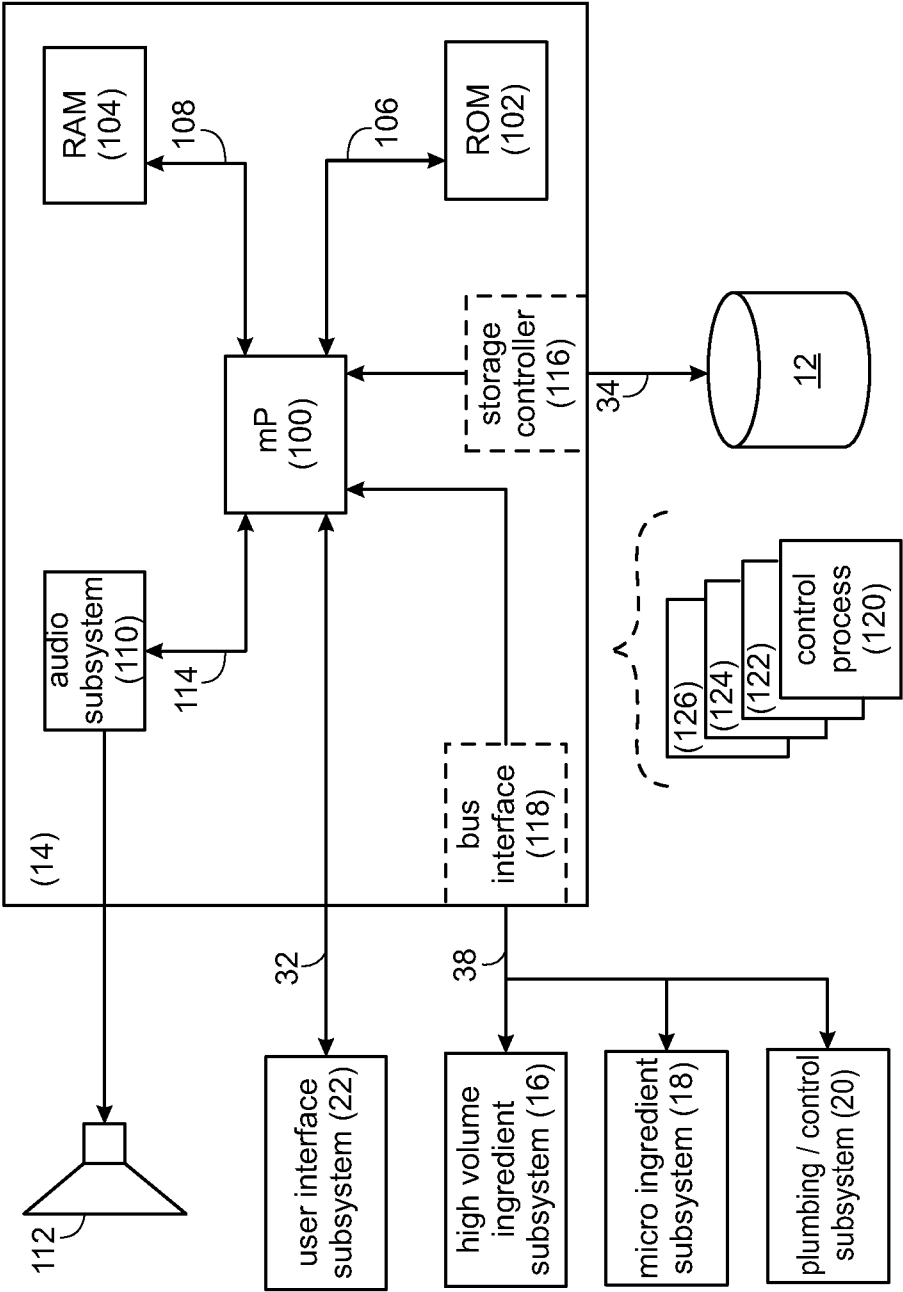 112
user interface
subsystem (22)
high volume
ingredient
subsystem (16)
micro ingredient
subsystem (18)
plumbing / control
subsystem (20)
32
38
(14)
bus
interface
(118)
audio
subsystem
(110)
114
mP
(100)
storage
controller
(116)
34
12
RAM
(104)
108
106
ROM
(102)
(126)
(124)
(122)
control
process
(120)